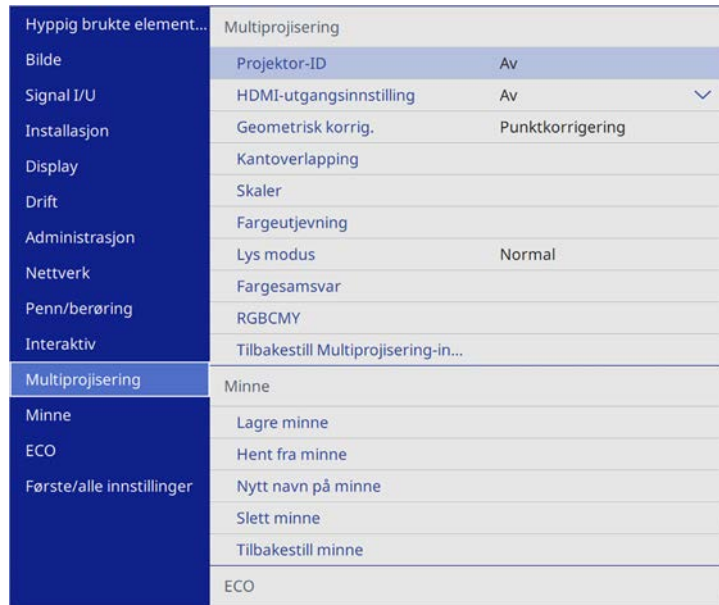 Hyppig brukte element...
Bilde
Signal I/U
Installasjon
Display
Drift
Administrasjon
Nettverk
Penn/berøring
Interaktiv
Multiprojisering
Minne
ECO
Første/alle innstillinger
Multiprojisering
Projektor-ID Av
HDMI-utgangsinnstilling Av
Geometrisk korrig. Punktkorrigering
Kantoverlapping
Skaler
Fargeutjevning
Lys modus Normal
Fargesamsvar
RGBCMY
Tilbakestill Multiprojisering-in...
Minne
Lagre minne
Hent fra minne
Nytt navn på minne
Slett minne
Tilbakestill minne
ECO